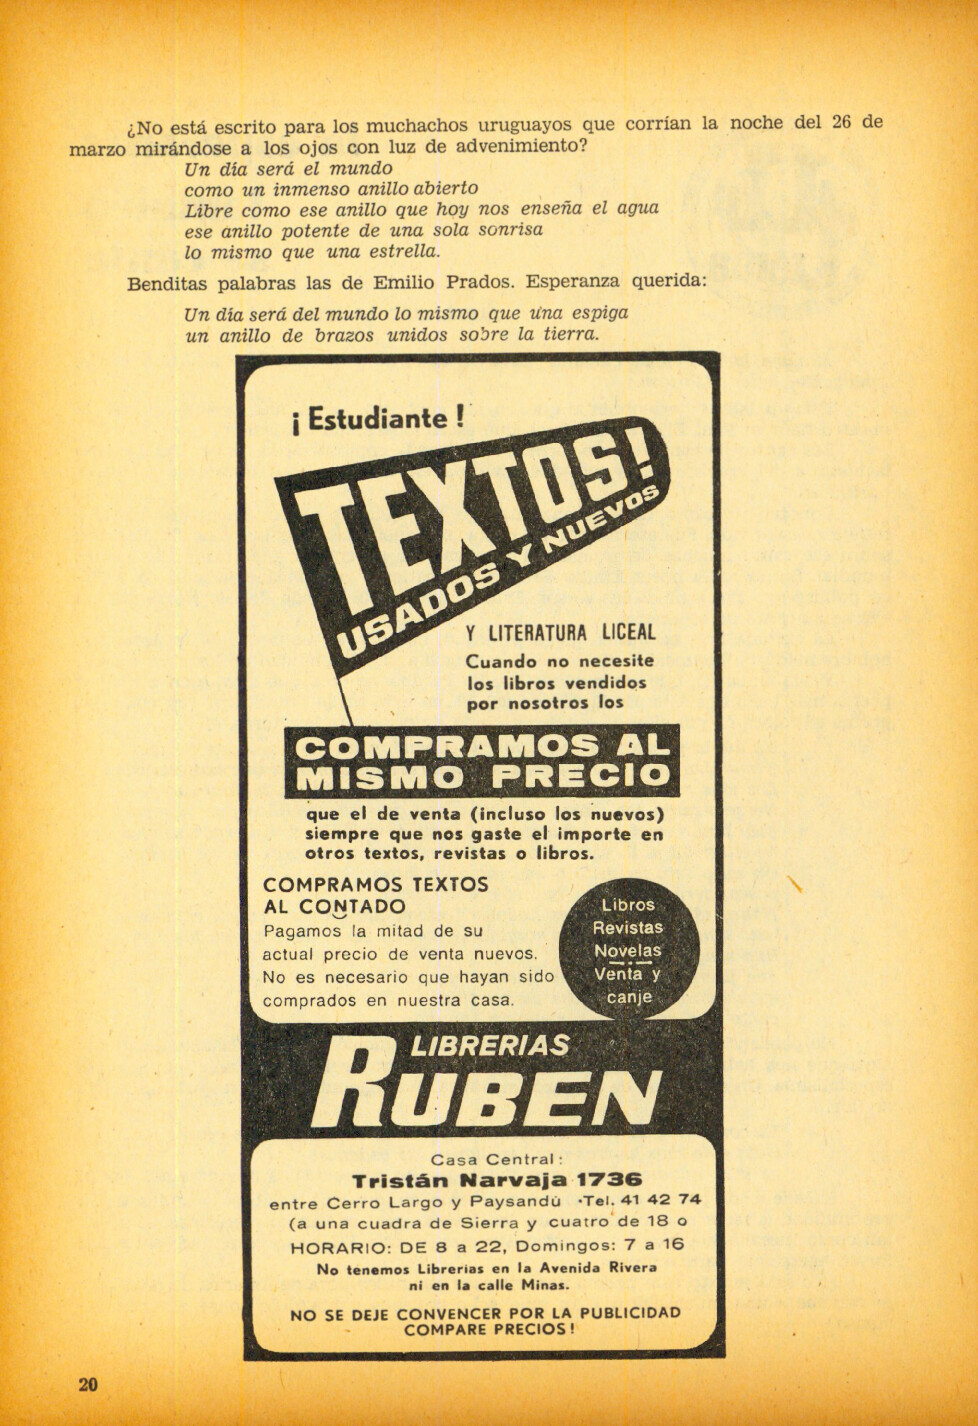 ¿No está escrito para los muchachos uruguayos que corrían la noche del 26 de
marzo mirándose a los ojos con luz de advenimiento?
Un día será el mundo
como un inmenso anillo abierto
Libre como ese anillo que hoy nos enseña el agua
ese anillo potente de una sola sonrisa
lo mismo que una estrella.
Benditas palabras las de Emilio Prados. Esperanza querida:
Un día será del mundo lo mismo que una espiga
un anillo de brazos unidos sobre la tierra.
¡ Estudiante !
TEXTOS!
USADOS Y NUEVOS
Y LITERATURA LICEAL
Cuando no necesite
los libros vendidos
por nosotros los
COMPRAMOS AL
MISMO PRECIO
que el de venta (incluso los nuevos)
siempre que nos gaste el importe en
otros textos, revistas o libros.
COMPRAMOS TEXTOS
AL CONTADO
Pagamos la mitad de su
actual precio de venta nuevos.
No es necesario que hayan sido
comprados en nuestra casa.
Libros
Revistas
Novelas
Venta y
canje
LIBRERIAS
RUBEN
Casa Central:
Tristán Narvaja 1736
entre Cerro Largo y Paysandú ·Tel. 41 42 74
(a una cuadra de Sierra y cuatro de 18 o
HORARIO: DE 8 a 22, Domingos: 7 a 16
No tenemos Librerías en la Avenida Rivera
ni en la calle Minas.
NO SE DEJE CONVENCER POR LA PUBLICIDAD
COMPARE PRECIOS!
20